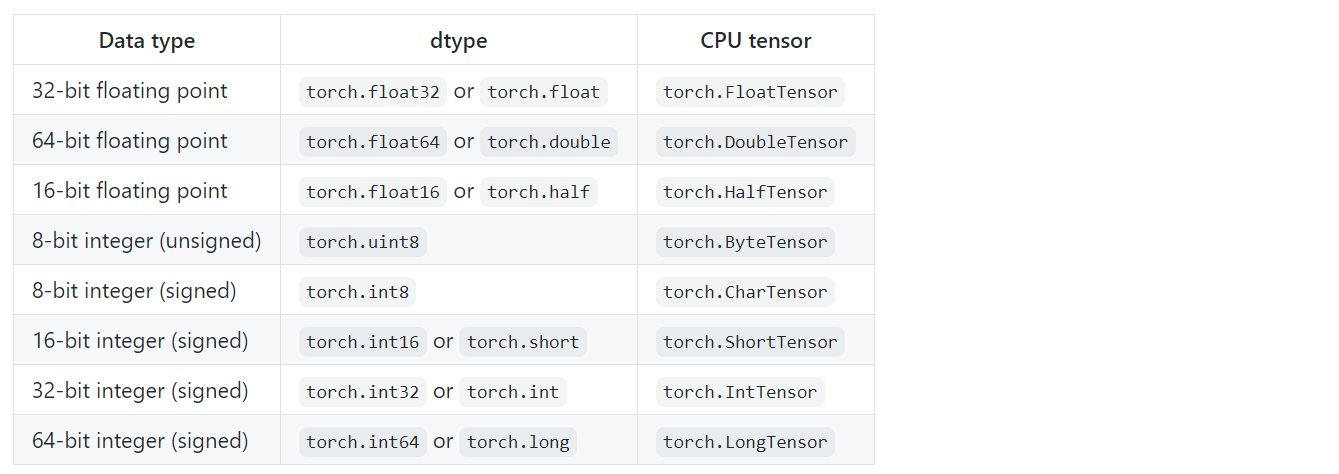 Data type dtype CPU tensor
32-bit floating point torch.float32 or torch.float torch.FloatTensor
64-bit floating point torch.float64 or torch.double torch.DoubleTensor
16-bit floating point torch.float16 or torch.half torch.HalfTensor
8-bit integer (unsigned) torch.uint8 torch.ByteTensor
8-bit integer (signed) torch.int8 torch.CharTensor
16-bit integer (signed) torch.int16 or torch.short torch.ShortTensor
32-bit integer (signed) torch.int32 or torch.int torch.IntTensor
64-bit integer (signed) torch.int64 or torch.long torch.LongTensor